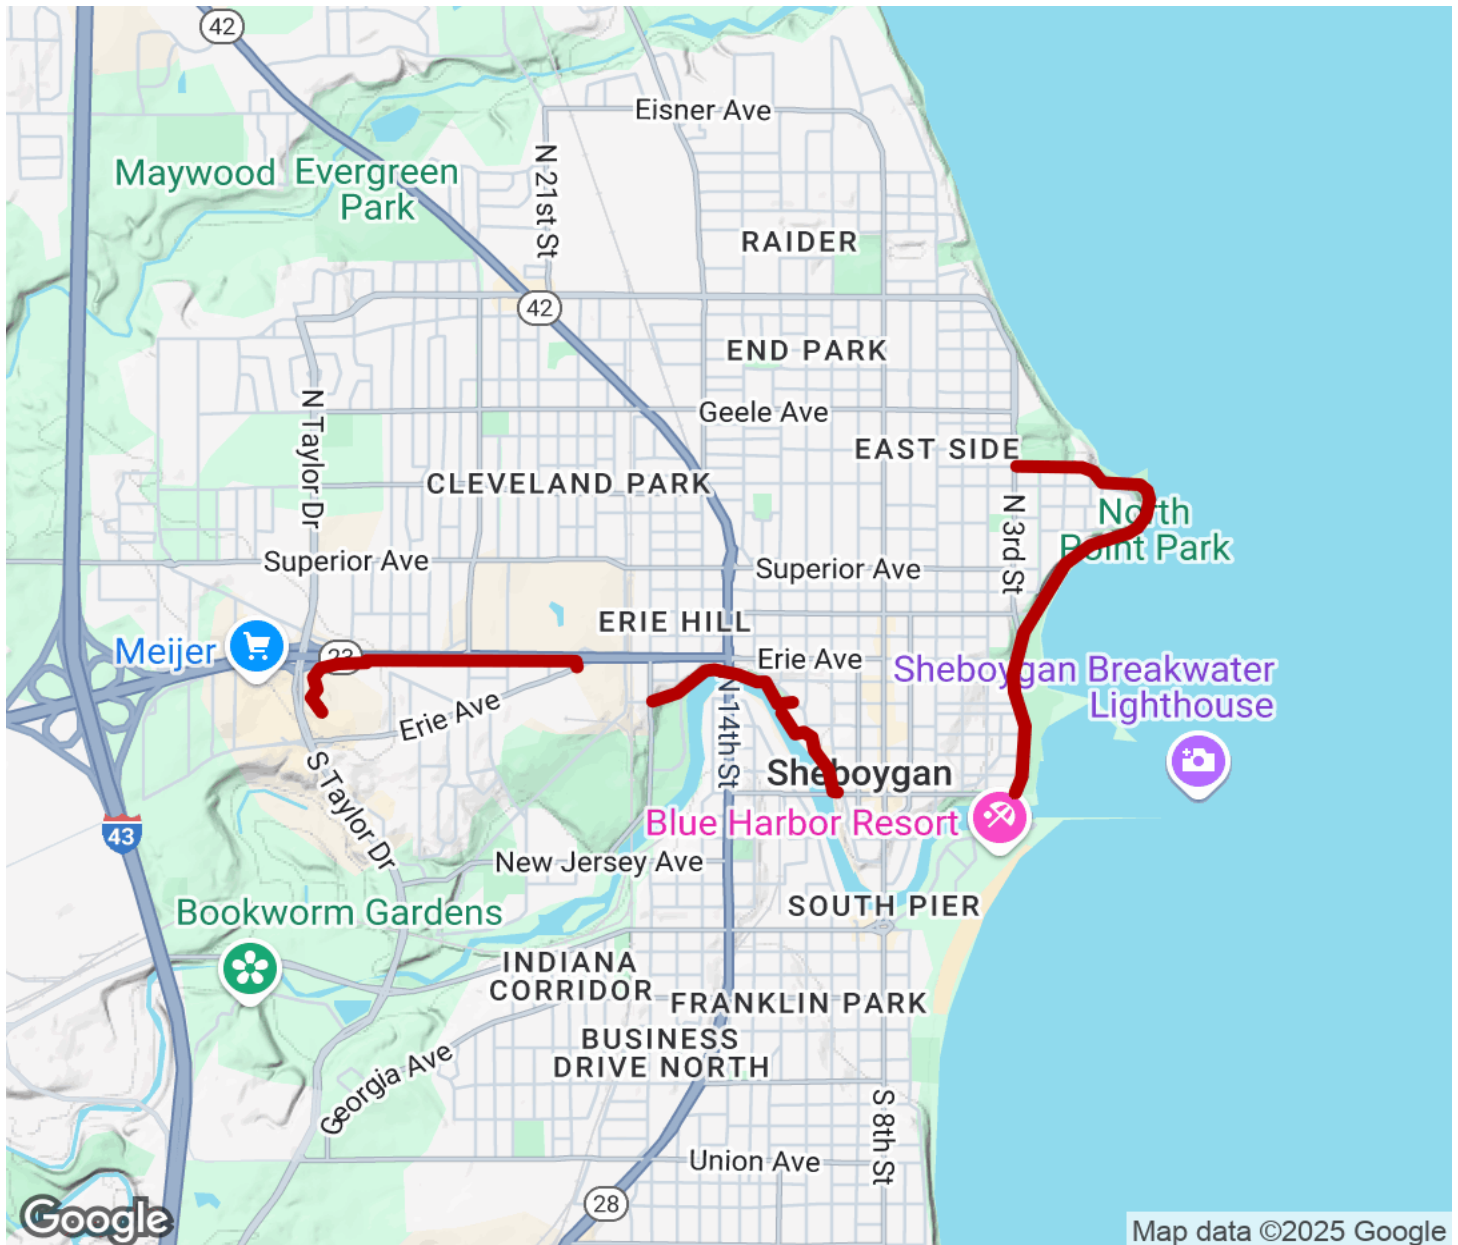 42
Eisner Ave
N 21st St
Maywood
Evergreen
Park
RAIDER
42
END PARK
N Taylor Dr
Geele Ave
EAST SIDE
CLEVELAND PARK
N 3rd St
North
Point Park
Superior Ave
Superior Ave
ERIE HILL
Meijer
23
Erie Ave
Sheboygan Breakwater
Lighthouse
Erie Ave
N 14th St
S Taylor Dr
Sheboygan
43
Blue Harbor Resort
New Jersey Ave
Bookworm Gardens
SOUTH PIER
INDIANA
CORRIDOR
FRANKLIN PARK
BUSINESS
DRIVE NORTH
Georgia Ave
S 8th St
Union Ave
28
Google
Map data ©2025 Google